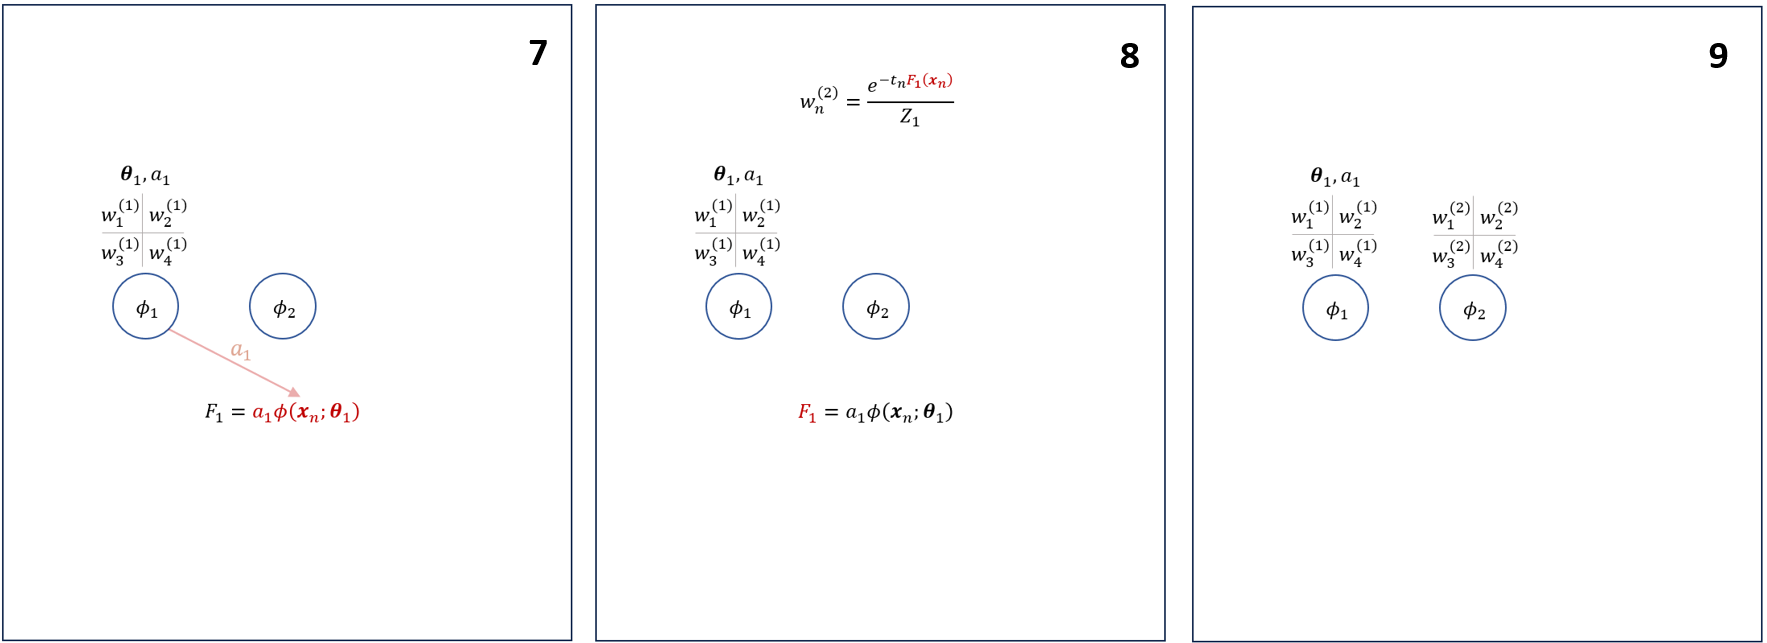 7
θ₁, a₁
w₁⁽¹⁾ w₂⁽¹⁾
w₃⁽¹⁾ w₄⁽¹⁾
ϕ₁ ϕ₂
a₁
F₁ = a₁ϕ(xₙ; θ₁)
8
wₙ⁽²⁾ = e^(−tₙF₁(xₙ)) / Z₁
θ₁, a₁
w₁⁽¹⁾ w₂⁽¹⁾
w₃⁽¹⁾ w₄⁽¹⁾
ϕ₁ ϕ₂
F₁ = a₁ϕ(xₙ; θ₁)
9
θ₁, a₁
w₁⁽¹⁾ w₂⁽¹⁾ w₁⁽²⁾ w₂⁽²⁾
w₃⁽¹⁾ w₄⁽¹⁾ w₃⁽²⁾ w₄⁽²⁾
ϕ₁ ϕ₂